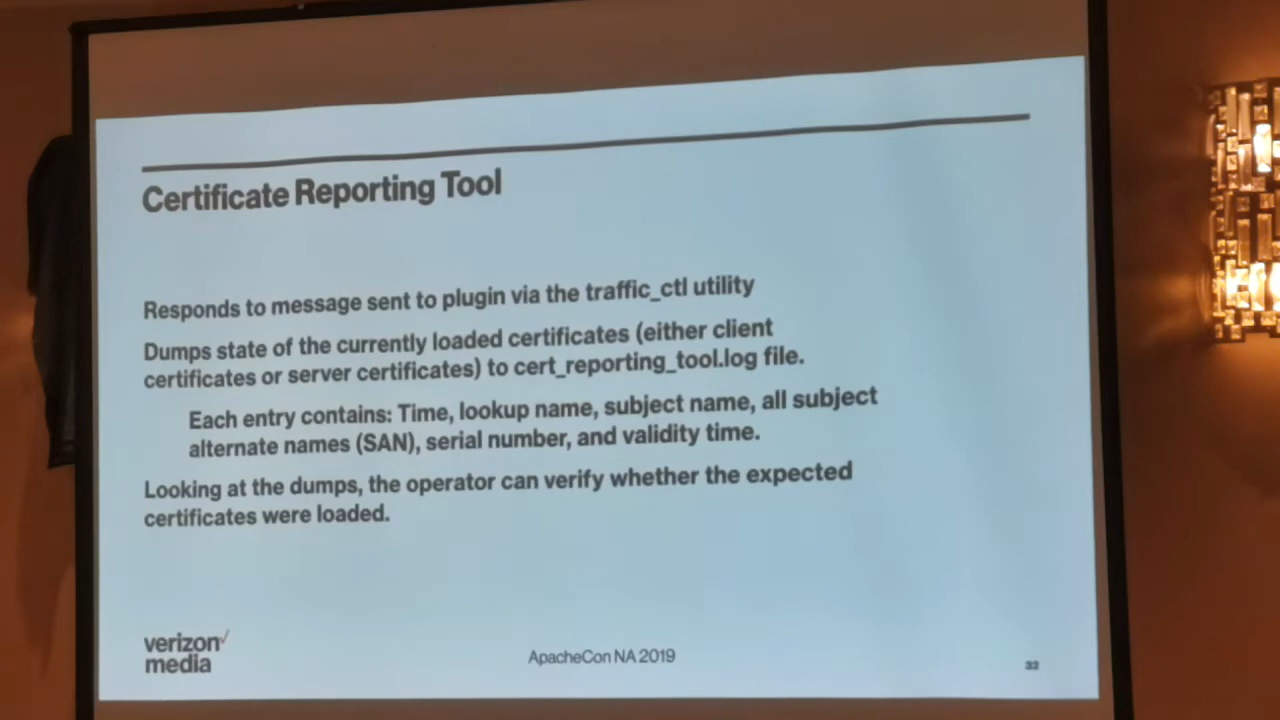 Certificate Reporting Tool
Responds to message sent to plugin via the traffic_ctl utility
Dumps state of the currently loaded certificates (either client
certificates or server certificates) to cert_reporting_tool.log file.
Each entry contains: Time, lookup name, subject name, all subject
alternate names (SAN), serial number, and validity time.
Looking at the dumps, the operator can verify whether the expected
certificates were loaded.
verizon✓
media
ApacheCon NA 2019
32